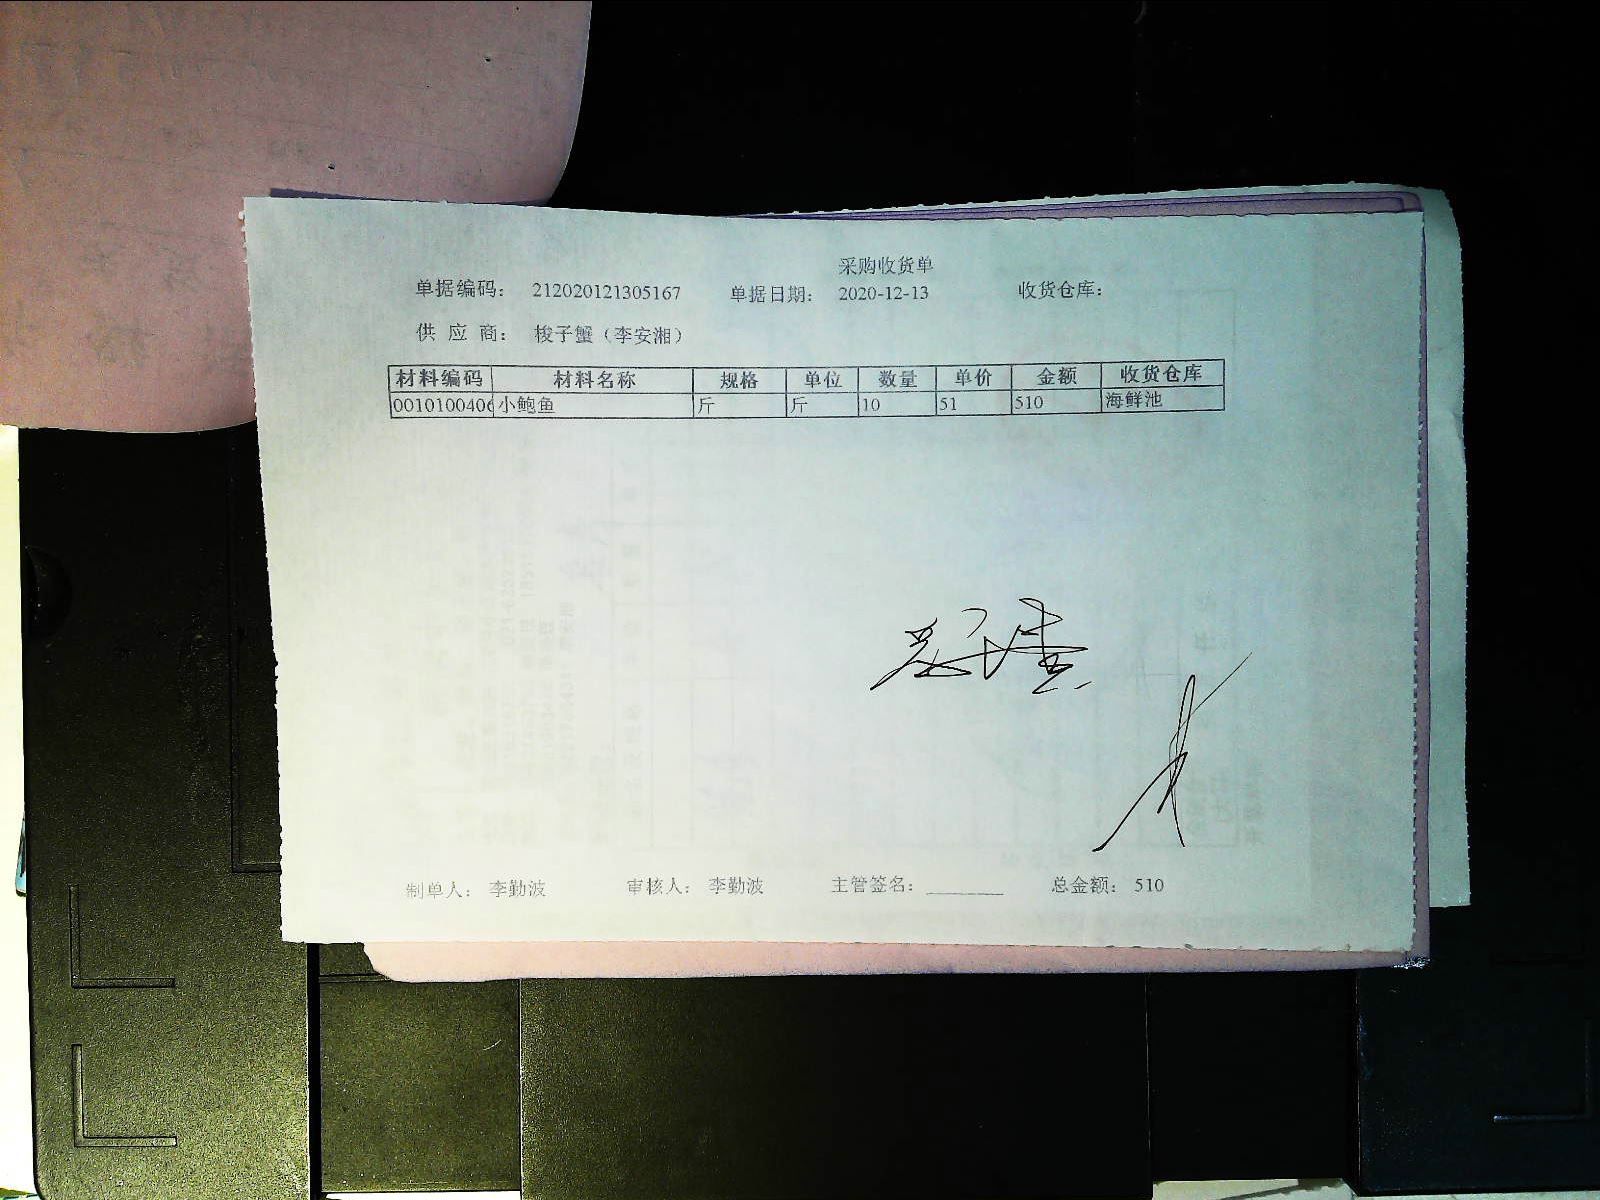 采购收货单
单据编码： 212020121305167 单据日期： 2020-12-13 收货仓库：
供 应 商： 梭子蟹（李安湘）
材料编码 材料名称 规格 单位 数量 单价 金额 收货仓库
0010100406 小鲍鱼 斤 斤 10 51 510 海鲜池
制单人： 李勤波 审核人： 李勤波 主管签名：________ 总金额： 510